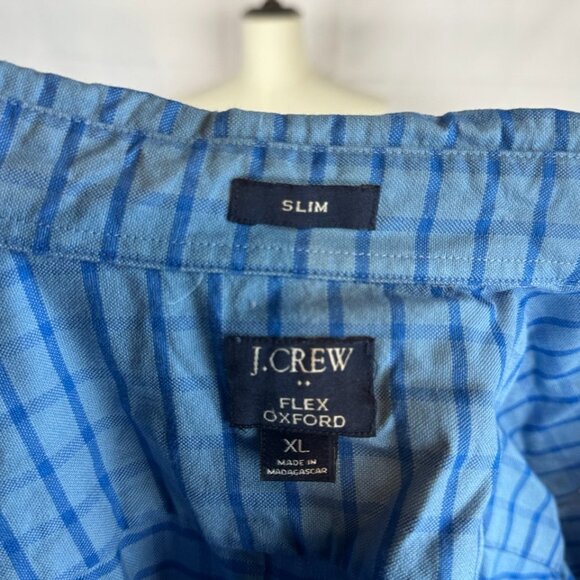 SLIM
J.CREW
FLEX
OXFORD
XL
MADE IN
MADAGASCAR